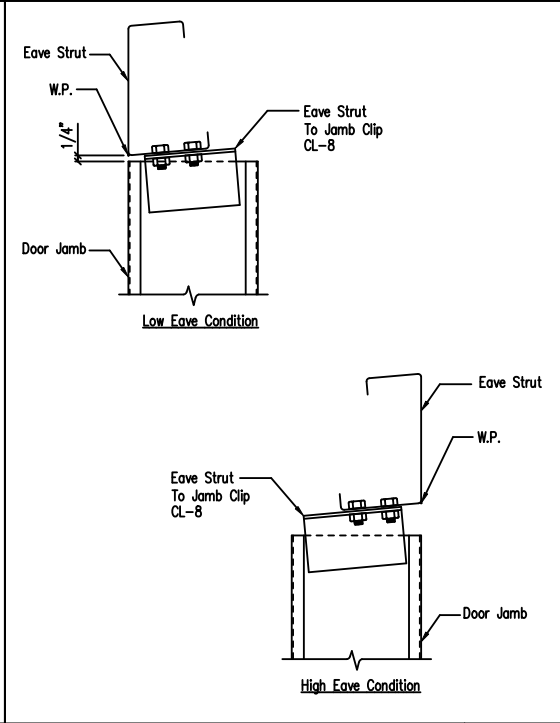 Eave Strut
W.P.
1/4"
Eave Strut
To Jamb Clip
CL-8
Door Jamb
Low Eave Condition
Eave Strut
W.P.
Eave Strut
To Jamb Clip
CL-8
Door Jamb
High Eave Condition